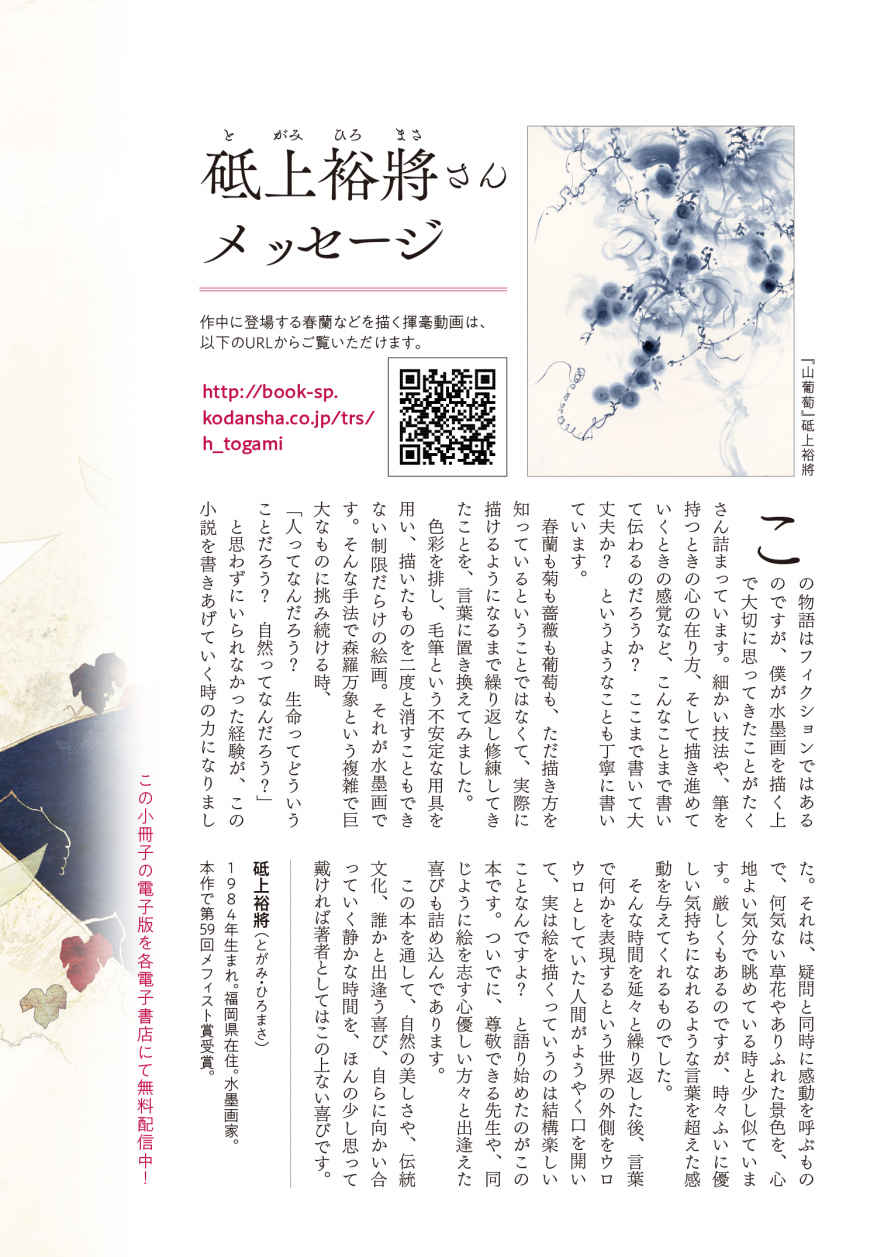 と がみ ひろ まさ
砥上裕將さん
メッセージ
作中に登場する春蘭などを描く揮毫動画は、
以下のURLからご覧いただけます。
http://book-sp.
kodansha.co.jp/trs/
h_togami
『山葡萄』砥上裕將
この物語はフィクションではある
のですが、僕が水墨画を描く上
で大切に思ってきたことがたく
さん詰まっています。細かい技法や、筆を
持つときの心の在り方、そして描き進めて
いくときの感覚など、こんなことまで書い
て伝わるのだろうか？　ここまで書いて大
丈夫か？　というようなことも丁寧に書い
ています。
　春蘭も菊も薔薇も葡萄も、ただ描き方を
知っているということではなくて、実際に
描けるようになるまで繰り返し修練してき
たことを、言葉に置き換えてみました。
　色彩を排し、毛筆という不安定な用具を
用い、描いたものを二度と消すこともでき
ない制限だらけの絵画。それが水墨画で
す。そんな手法で森羅万象という複雑で巨
大なものに挑み続ける時、
「人ってなんだろう？　生命ってどういう
ことだろう？　自然ってなんだろう？」
　と思わずにいられなかった経験が、この
小説を書きあげていく時の力になりまし
た。それは、疑問と同時に感動を呼ぶもの
で、何気ない草花やありふれた景色を、心
地よい気分で眺めている時と少し似ていま
す。厳しくもあるのですが、時々ふいに優
しい気持ちになれるような言葉を超えた感
動を与えてくれるものでした。
　そんな時間を延々と繰り返した後、言葉
で何かを表現するという世界の外側をウロ
ウロとしていた人間がようやく口を開い
て、実は絵を描くっていうのは結構楽しい
ことなんですよ？　と語り始めたのがこの
本です。ついでに、尊敬できる先生や、同
じように絵を志す心優しい方々と出逢えた
喜びも詰め込んであります。
　この本を通して、自然の美しさや、伝統
文化、誰かと出逢う喜び、自らに向かい合
っていく静かな時間を、ほんの少し思って
戴ければ著者としてはこの上ない喜びです。
砥上裕將（とがみ・ひろまさ）
1984年生まれ。福岡県在住。水墨画家。
本作で第59回メフィスト賞受賞。
この小冊子の電子版を各電子書店にて無料配信中！